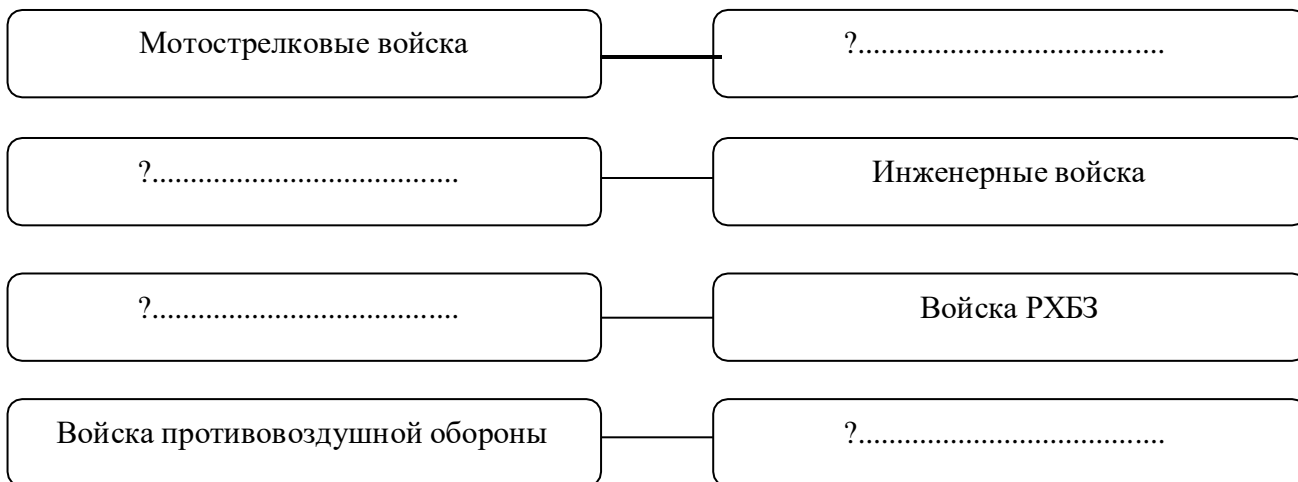 Мотострелковые войска
?........................................
?........................................
Инженерные войска
?........................................
Войска РХБЗ
Войска противовоздушной обороны
?........................................